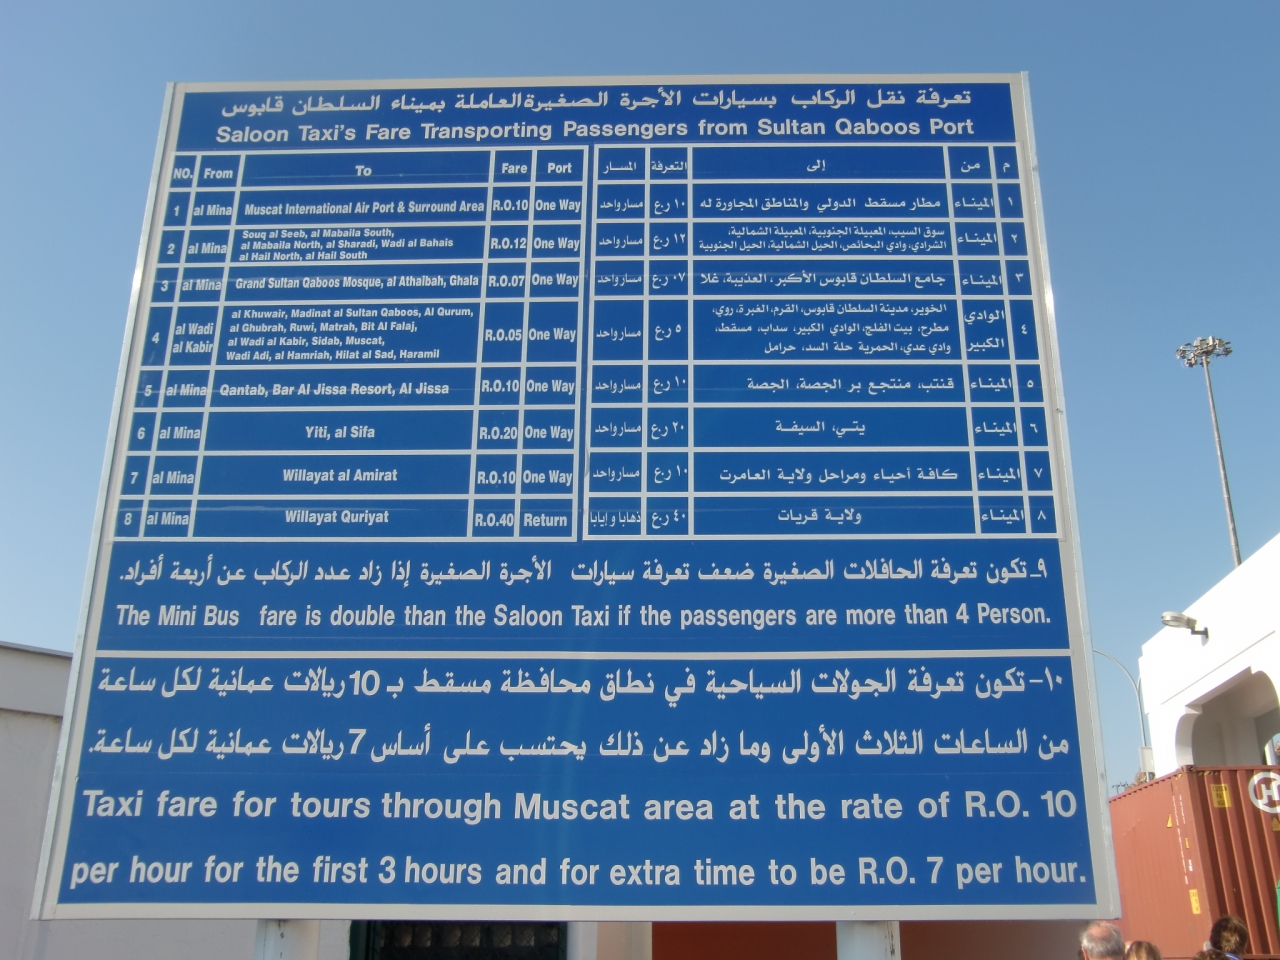 تعرفة نقل الركاب بسيارات الأجرة الصغيرة العاملة بميناء السلطان قابوس
Saloon Taxi's Fare Transporting Passengers from Sultan Qaboos Port
NO. From To Fare Port
1 al Mina Muscat International Air Port & Surround Area R.O.10 One Way
2 al Mina Souq al Seeb, al Mabaila South,
al Mabaila North, al Sharadi, Wadi al Bahais
al Hail North, al Hail South R.O.12 One Way
3 al Mina Grand Sultan Qaboos Mosque, al Athaibah, Ghala R.O.07 One Way
4 al Wadi al Kabir al Khuwair, Madinat al Sultan Qaboos, Al Qurum,
al Ghubrah, Ruwi, Matrah, Bit Al Falaj,
al Wadi al Kabir, Sidab, Muscat,
Wadi Adi, al Hamriah, Hilat al Sad, Haramil R.O.05 One Way
5 al Mina Qantab, Bar Al Jissa Resort, Al Jissa R.O.10 One Way
6 al Mina Yiti, al Sifa R.O.20 One Way
7 al Mina Willayat al Amirat R.O.10 One Way
8 al Mina Willayat Quriyat R.O.40 Return
م من إلى التعرفة المسار
١ الميناء مطار مسقط الدولي والمناطق المجاورة له ١٠ ر.ع مسار واحد
٢ الميناء سوق السيب، المعبيلة الجنوبية، المعبيلة الشمالية،
الشرادي، وادي البحائص، الحيل الشمالية، الحيل الجنوبية ١٢ ر.ع مسار واحد
٣ الميناء جامع السلطان قابوس الأكبر، العذيبة، غلا ٠٧ ر.ع مسار واحد
٤ الوادي الكبير الخوير، مدينة السلطان قابوس، القرم، الغبرة، روي،
مطرح، بيت الفلج، الوادي الكبير، سداب، مسقط،
وادي عدي، الحمرية حلة السد، حرامل ٥ ر.ع مسار واحد
٥ الميناء قنتب، منتجع بر الجصة، الجصة ١٠ ر.ع مسار واحد
٦ الميناء يتي، السيفة ٢٠ ر.ع مسار واحد
٧ الميناء كافة أحياء ومراحل ولاية العامرت ١٠ ر.ع مسار واحد
٨ الميناء ولاية قريات ٤٠ ر.ع ذهابا و إيابا
٩ـ تكون تعرفة الحافلات الصغيرة ضعف تعرفة سيارات الأجرة الصغيرة إذا زاد عدد الركاب عن أربعة أفراد.
The Mini Bus fare is double than the Saloon Taxi if the passengers are more than 4 Person.
١٠- تكون تعرفة الجولات السياحية في نطاق محافظة مسقط بـ 10 ريالات عمانية لكل ساعة
من الساعات الثلاث الأولى وما زاد عن ذلك يحتسب على أساس 7 ريالات عمانية لكل ساعة.
Taxi fare for tours through Muscat area at the rate of R.O. 10
per hour for the first 3 hours and for extra time to be R.O. 7 per hour.